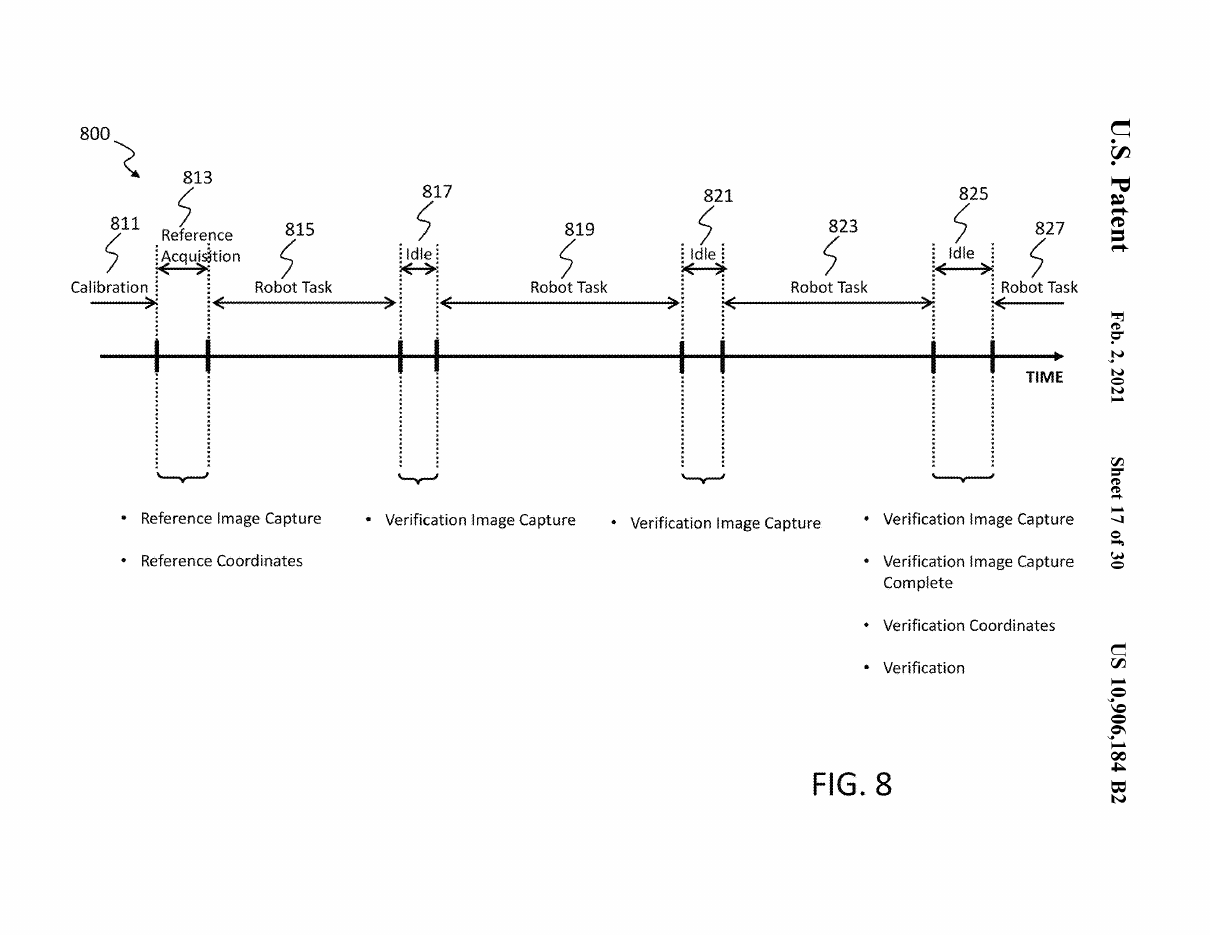 U.S. Patent Feb. 2, 2021 Sheet 17 of 30 US 10,906,184 B2
800
811
813
815
817
819
821
823
825
827
Calibration
Reference
Acquisition
Robot Task
Idle
Robot Task
Idle
Robot Task
Idle
Robot Task
TIME
• Reference Image Capture
• Reference Coordinates
• Verification Image Capture
• Verification Image Capture
• Verification Image Capture
• Verification Image Capture
Complete
• Verification Coordinates
• Verification
FIG. 8